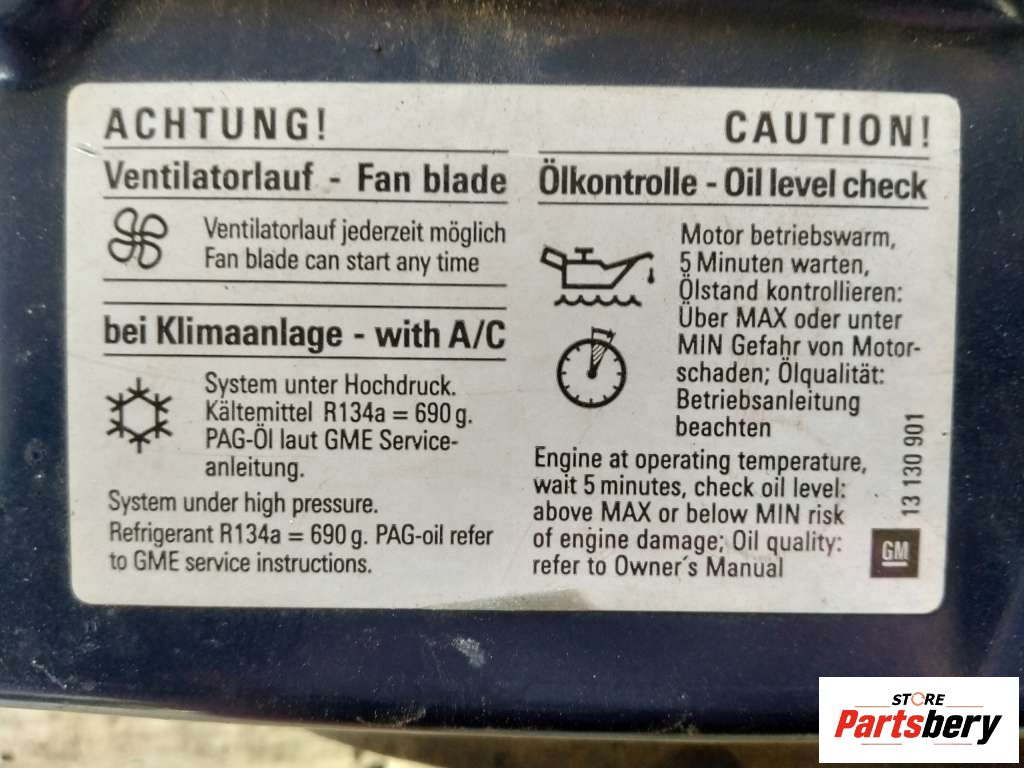 ACHTUNG!
CAUTION!
Ventilatorlauf - Fan blade
Ventilatorlauf jederzeit möglich
Fan blade can start any time
bei Klimaanlage - with A/C
System unter Hochdruck.
Kältemittel R134a = 690 g.
PAG-Öl laut GME Service-
anleitung.
System under high pressure.
Refrigerant R134a = 690 g. PAG-oil refer
to GME service instructions.
Ölkontrolle - Oil level check
Motor betriebswarm,
5 Minuten warten,
Ölstand kontrollieren:
Über MAX oder unter
MIN Gefahr von Motor-
schaden; Ölqualität:
Betriebsanleitung
beachten
Engine at operating temperature,
wait 5 minutes, check oil level:
above MAX or below MIN risk
of engine damage; Oil quality:
refer to Owner´s Manual
13 130 901
GM
STORE
Partsbery